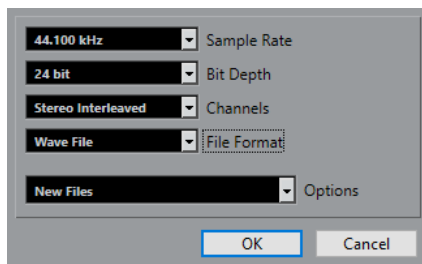 44.100 kHz Sample Rate
24 bit Bit Depth
Stereo Interleaved Channels
Wave File File Format
New Files Options
OK Cancel